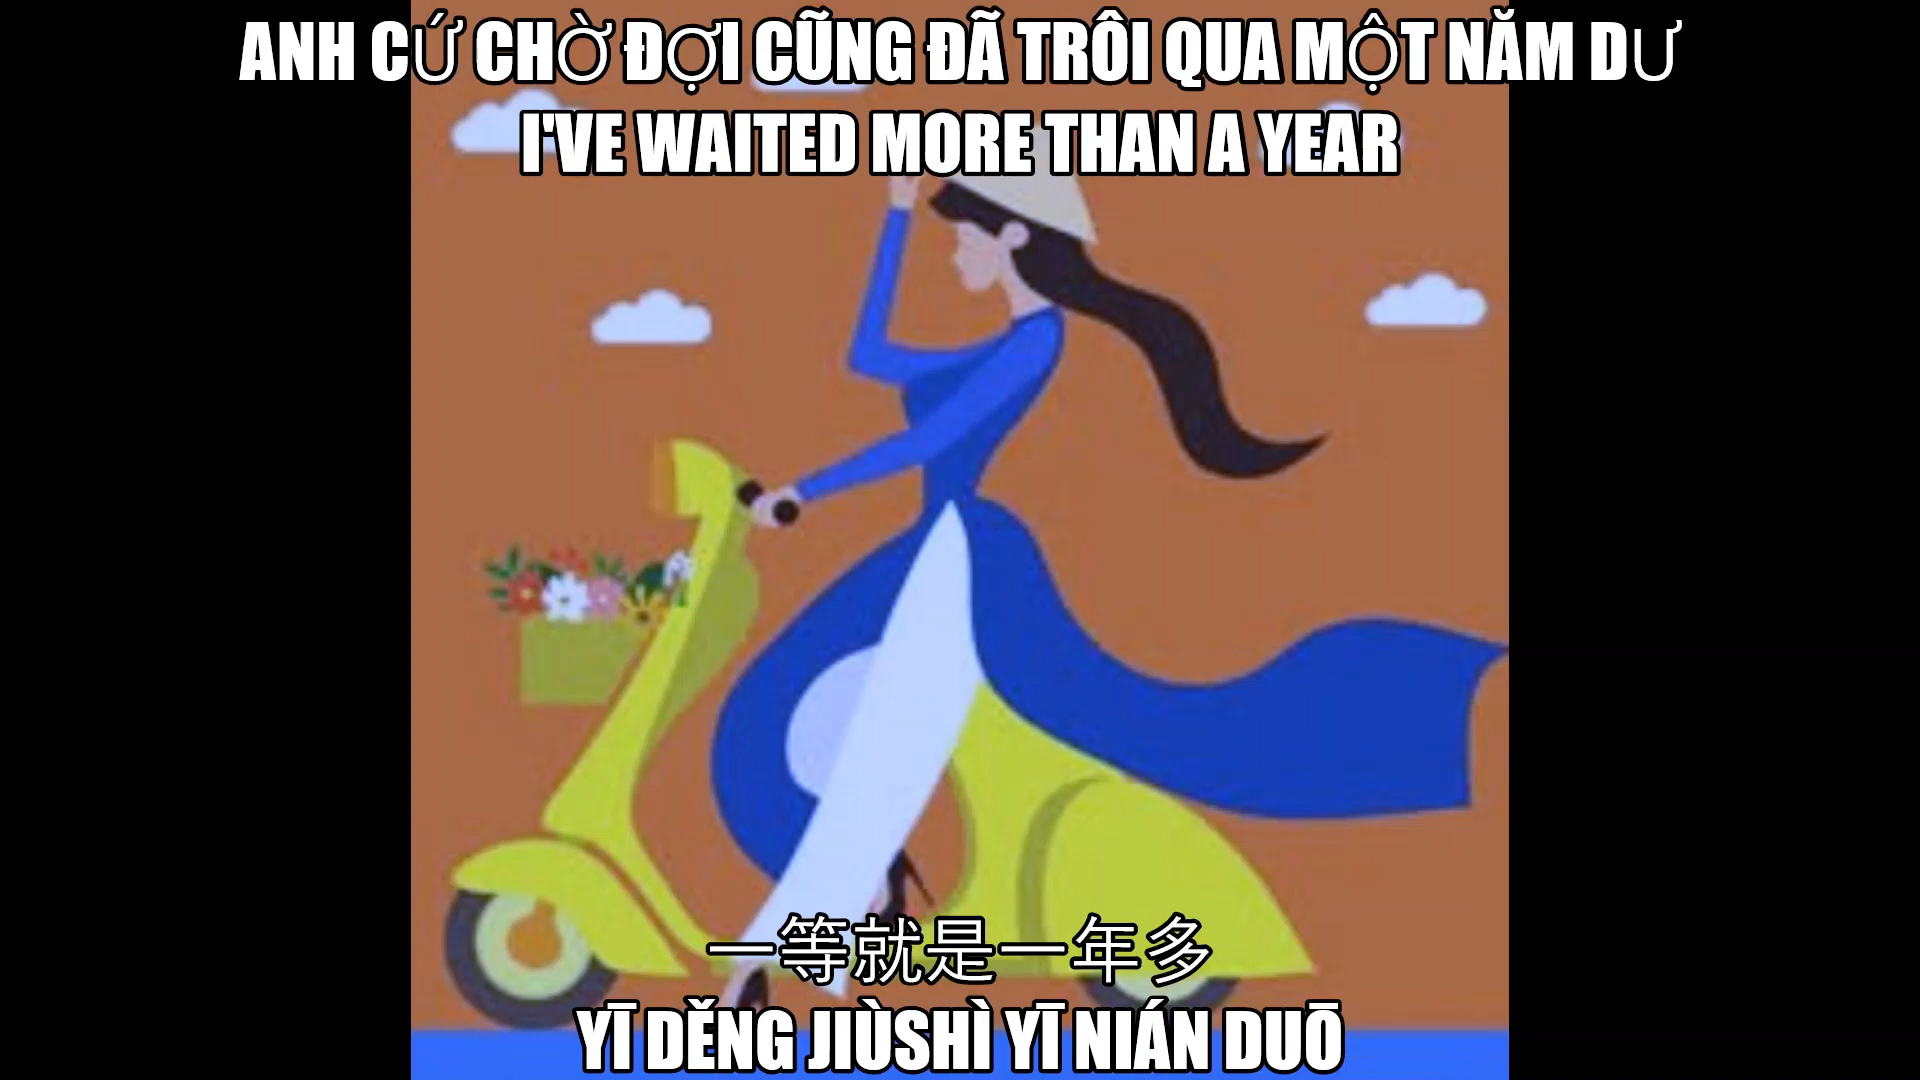 ANH CỨ CHỜ ĐỢI CŨNG ĐÃ TRÔI QUA MỘT NĂM DƯ
I'VE WAITED MORE THAN A YEAR
一等就是一年多
YĪ DĚNG JIÙSHÌ YĪ NIÁN DUŌ